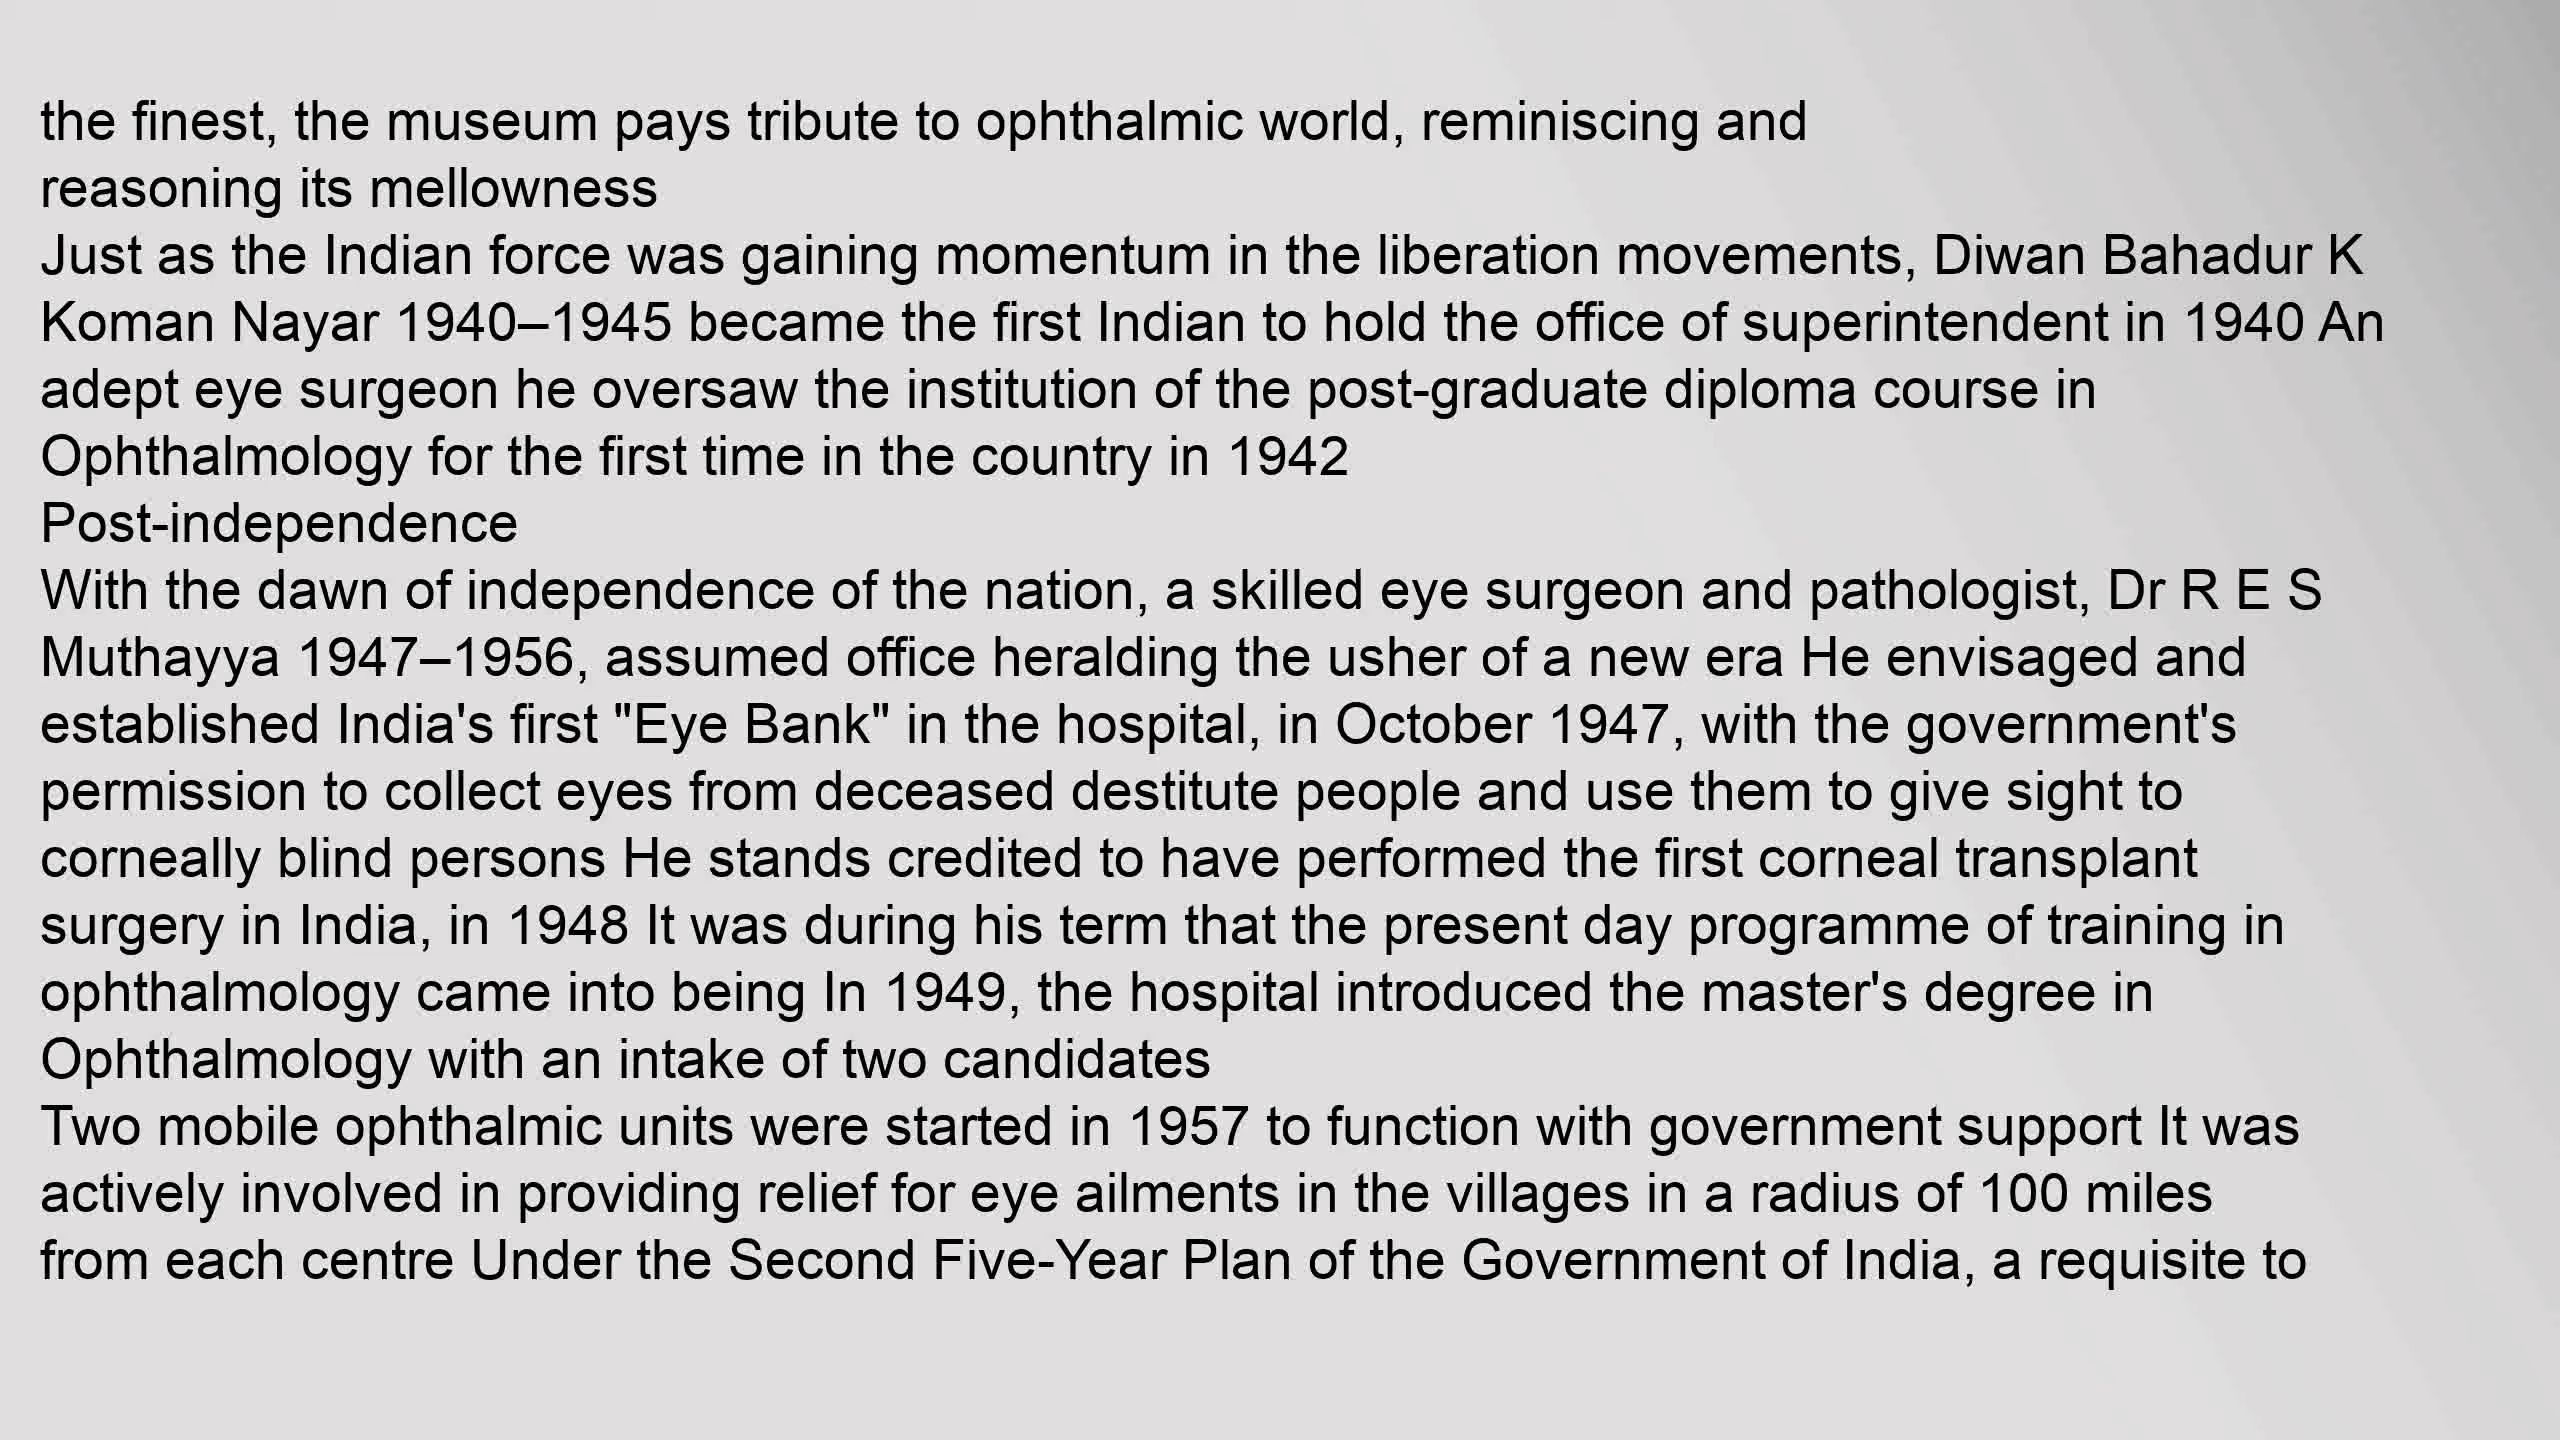 the finest, the museum pays tribute to ophthalmic world, reminiscing and
reasoning its mellowness
Just as the Indian force was gaining momentum in the liberation movements, Diwan Bahadur K
Koman Nayar 1940–1945 became the first Indian to hold the office of superintendent in 1940 An
adept eye surgeon he oversaw the institution of the post-graduate diploma course in
Ophthalmology for the first time in the country in 1942
Post-independence
With the dawn of independence of the nation, a skilled eye surgeon and pathologist, Dr R E S
Muthayya 1947–1956, assumed office heralding the usher of a new era He envisaged and
established India's first "Eye Bank" in the hospital, in October 1947, with the government's
permission to collect eyes from deceased destitute people and use them to give sight to
corneally blind persons He stands credited to have performed the first corneal transplant
surgery in India, in 1948 It was during his term that the present day programme of training in
ophthalmology came into being In 1949, the hospital introduced the master's degree in
Ophthalmology with an intake of two candidates
Two mobile ophthalmic units were started in 1957 to function with government support It was
actively involved in providing relief for eye ailments in the villages in a radius of 100 miles
from each centre Under the Second Five-Year Plan of the Government of India, a requisite to